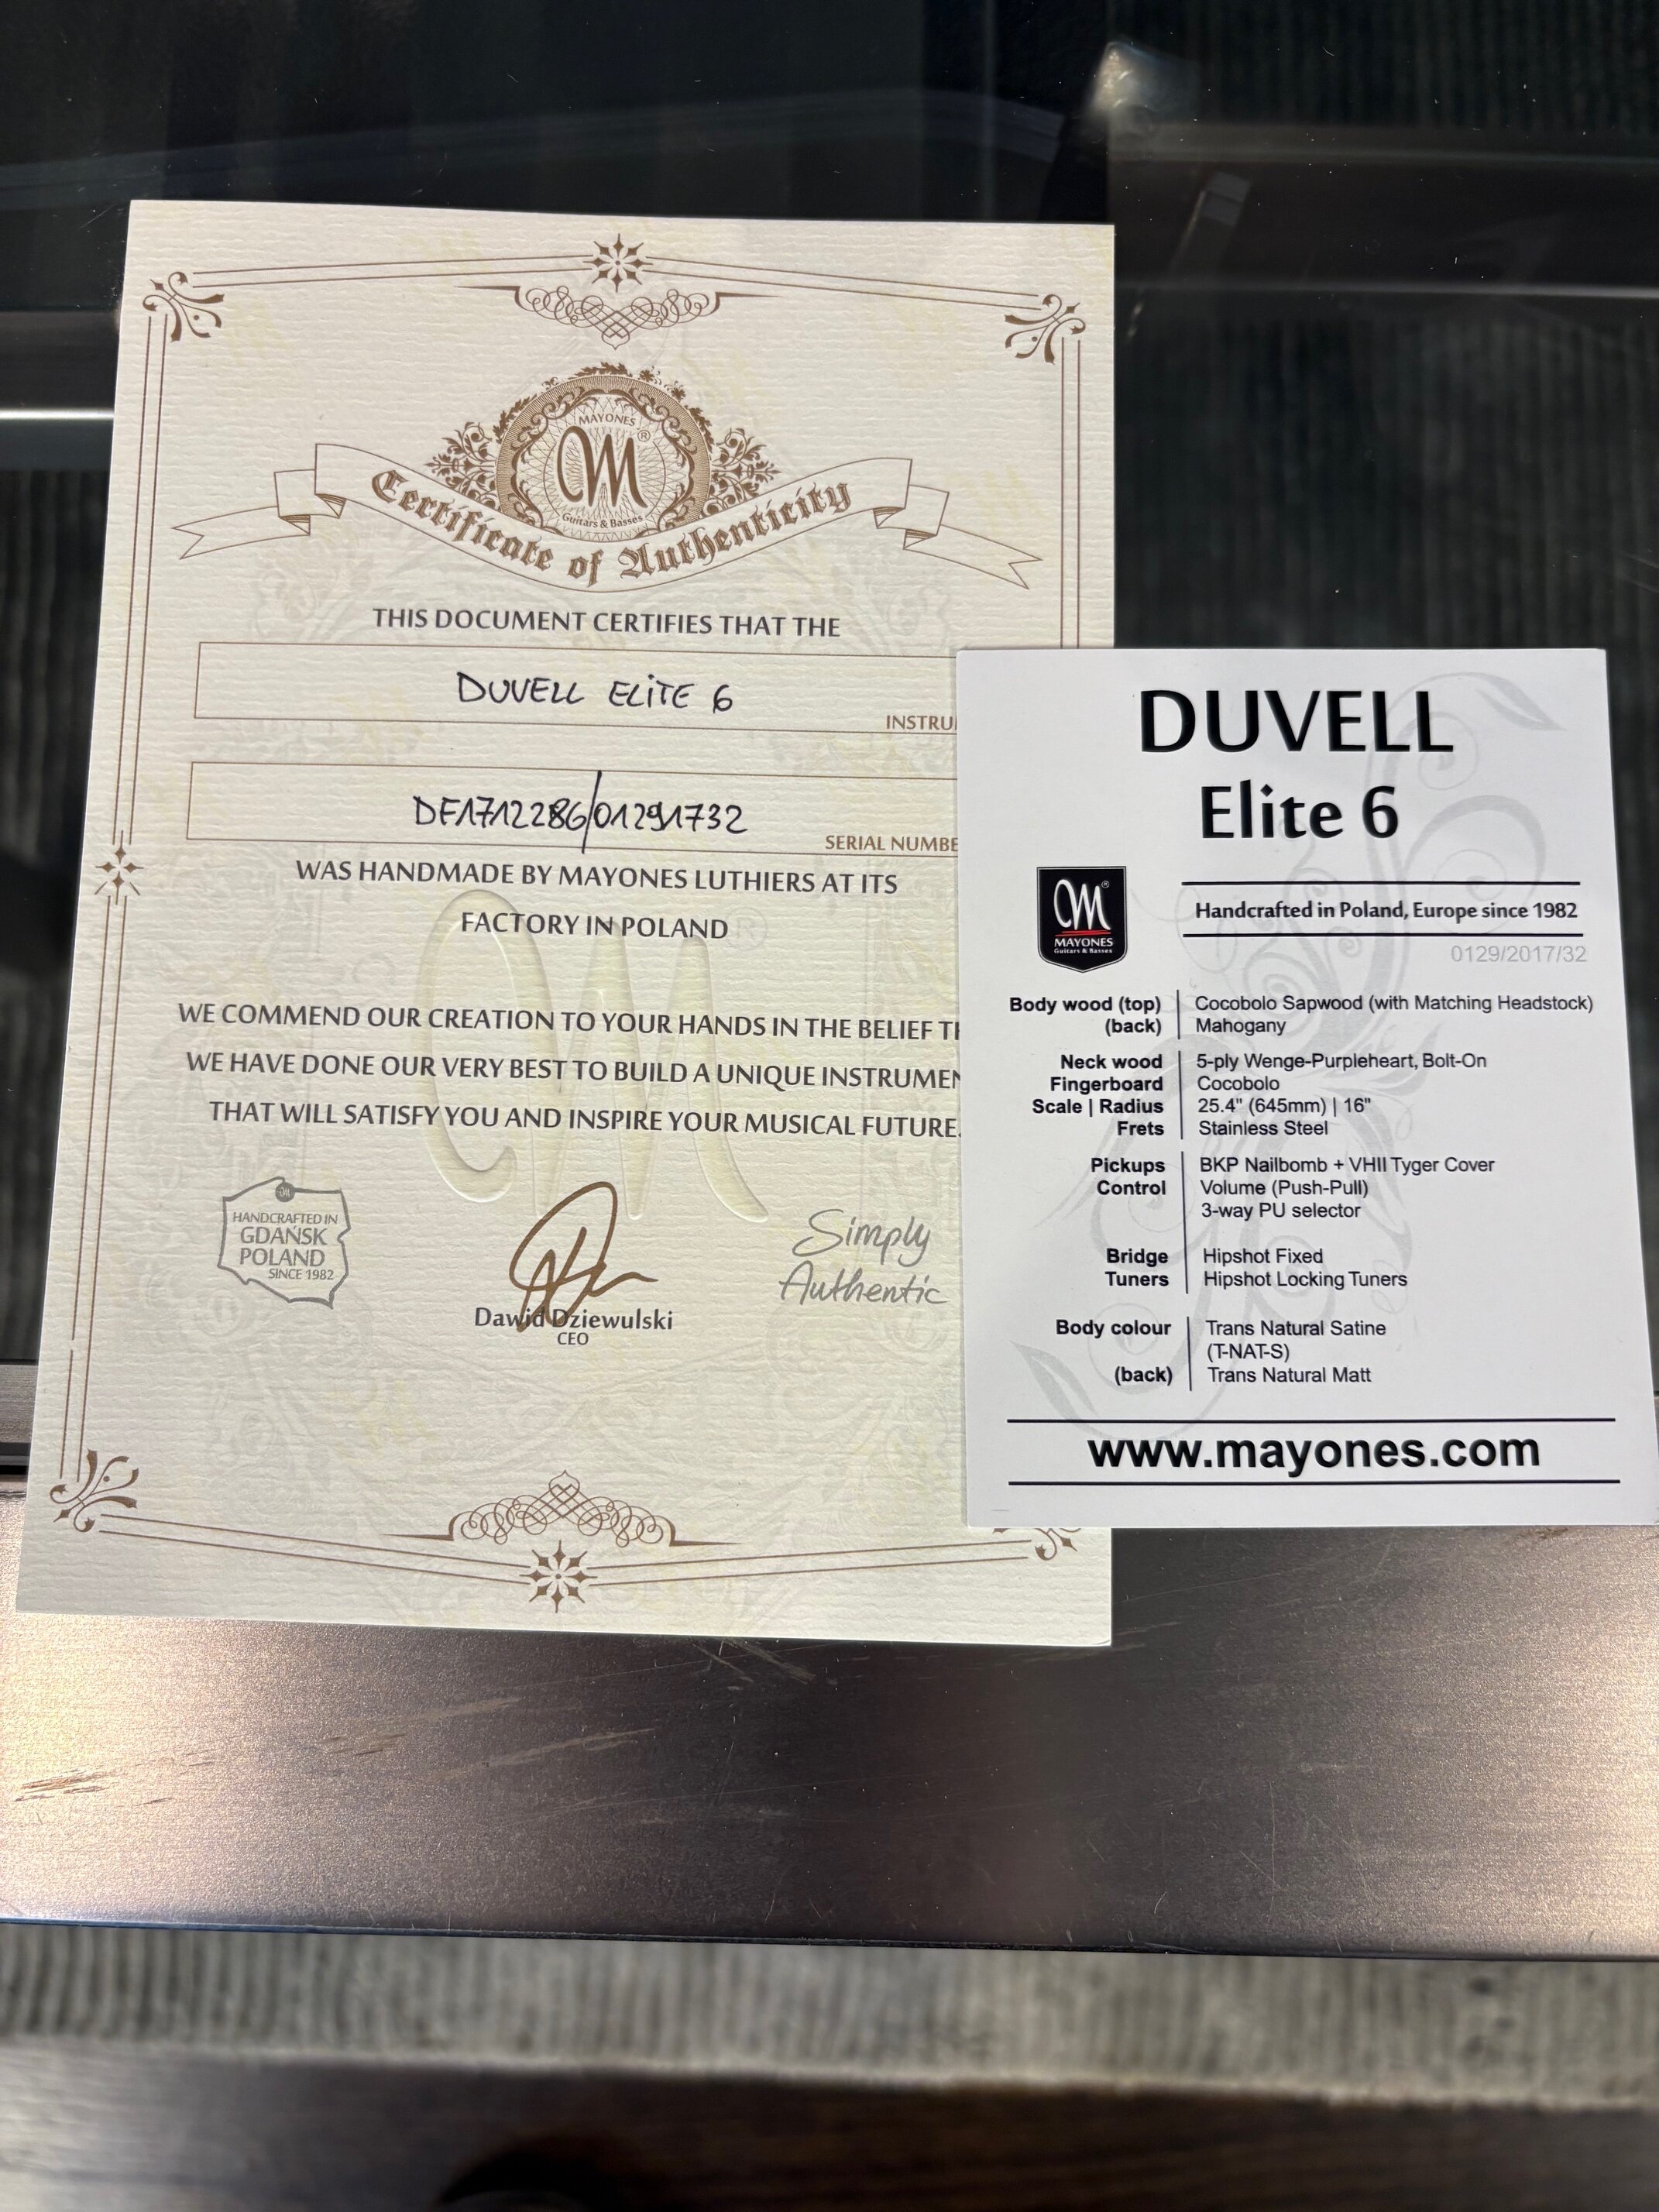 MAYONES
M®
Guitars & Basses
Certificate of Authenticity
THIS DOCUMENT CERTIFIES THAT THE
DUVELL ELITE 6
SERIAL
DF1712286/01291732
WAS HANDMADE BY MAYONES LUTHIERS AT ITS
FACTORY IN POLAND
WE COMMEND OUR CREATION TO YOUR HANDS IN THE BELIEF
WE HAVE DONE OUR VERY BEST TO BUILD A UNIQUE
THAT WILL SATISFY YOU AND INSPIRE YOUR MUSICAL FUTURE.
HANDCRAFTED IN
GDAŃSK
POLAND
SINCE 1982
Dawid Dziewulski
CEO
Simply
Authentic
DUVELL
Elite 6
M®
MAYONES
Guitars & Basses
Handcrafted in Poland, Europe since 1982
0129/2017/32
Body wood (top) Cocobolo Sapwood (with Matching Headstock)
(back) Mahogany
Neck wood 5-ply Wenge-Purpleheart, Bolt-On
Fingerboard Cocobolo
Scale | Radius 25.4" (645mm) | 16"
Frets Stainless Steel
Pickups BKP Nailbomb + VHII Tyger Cover
Control Volume (Push-Pull)
3-way PU selector
Bridge Hipshot Fixed
Tuners Hipshot Locking Tuners
Body colour Trans Natural Satine
(T-NAT-S)
(back) Trans Natural Matt
www.mayones.com